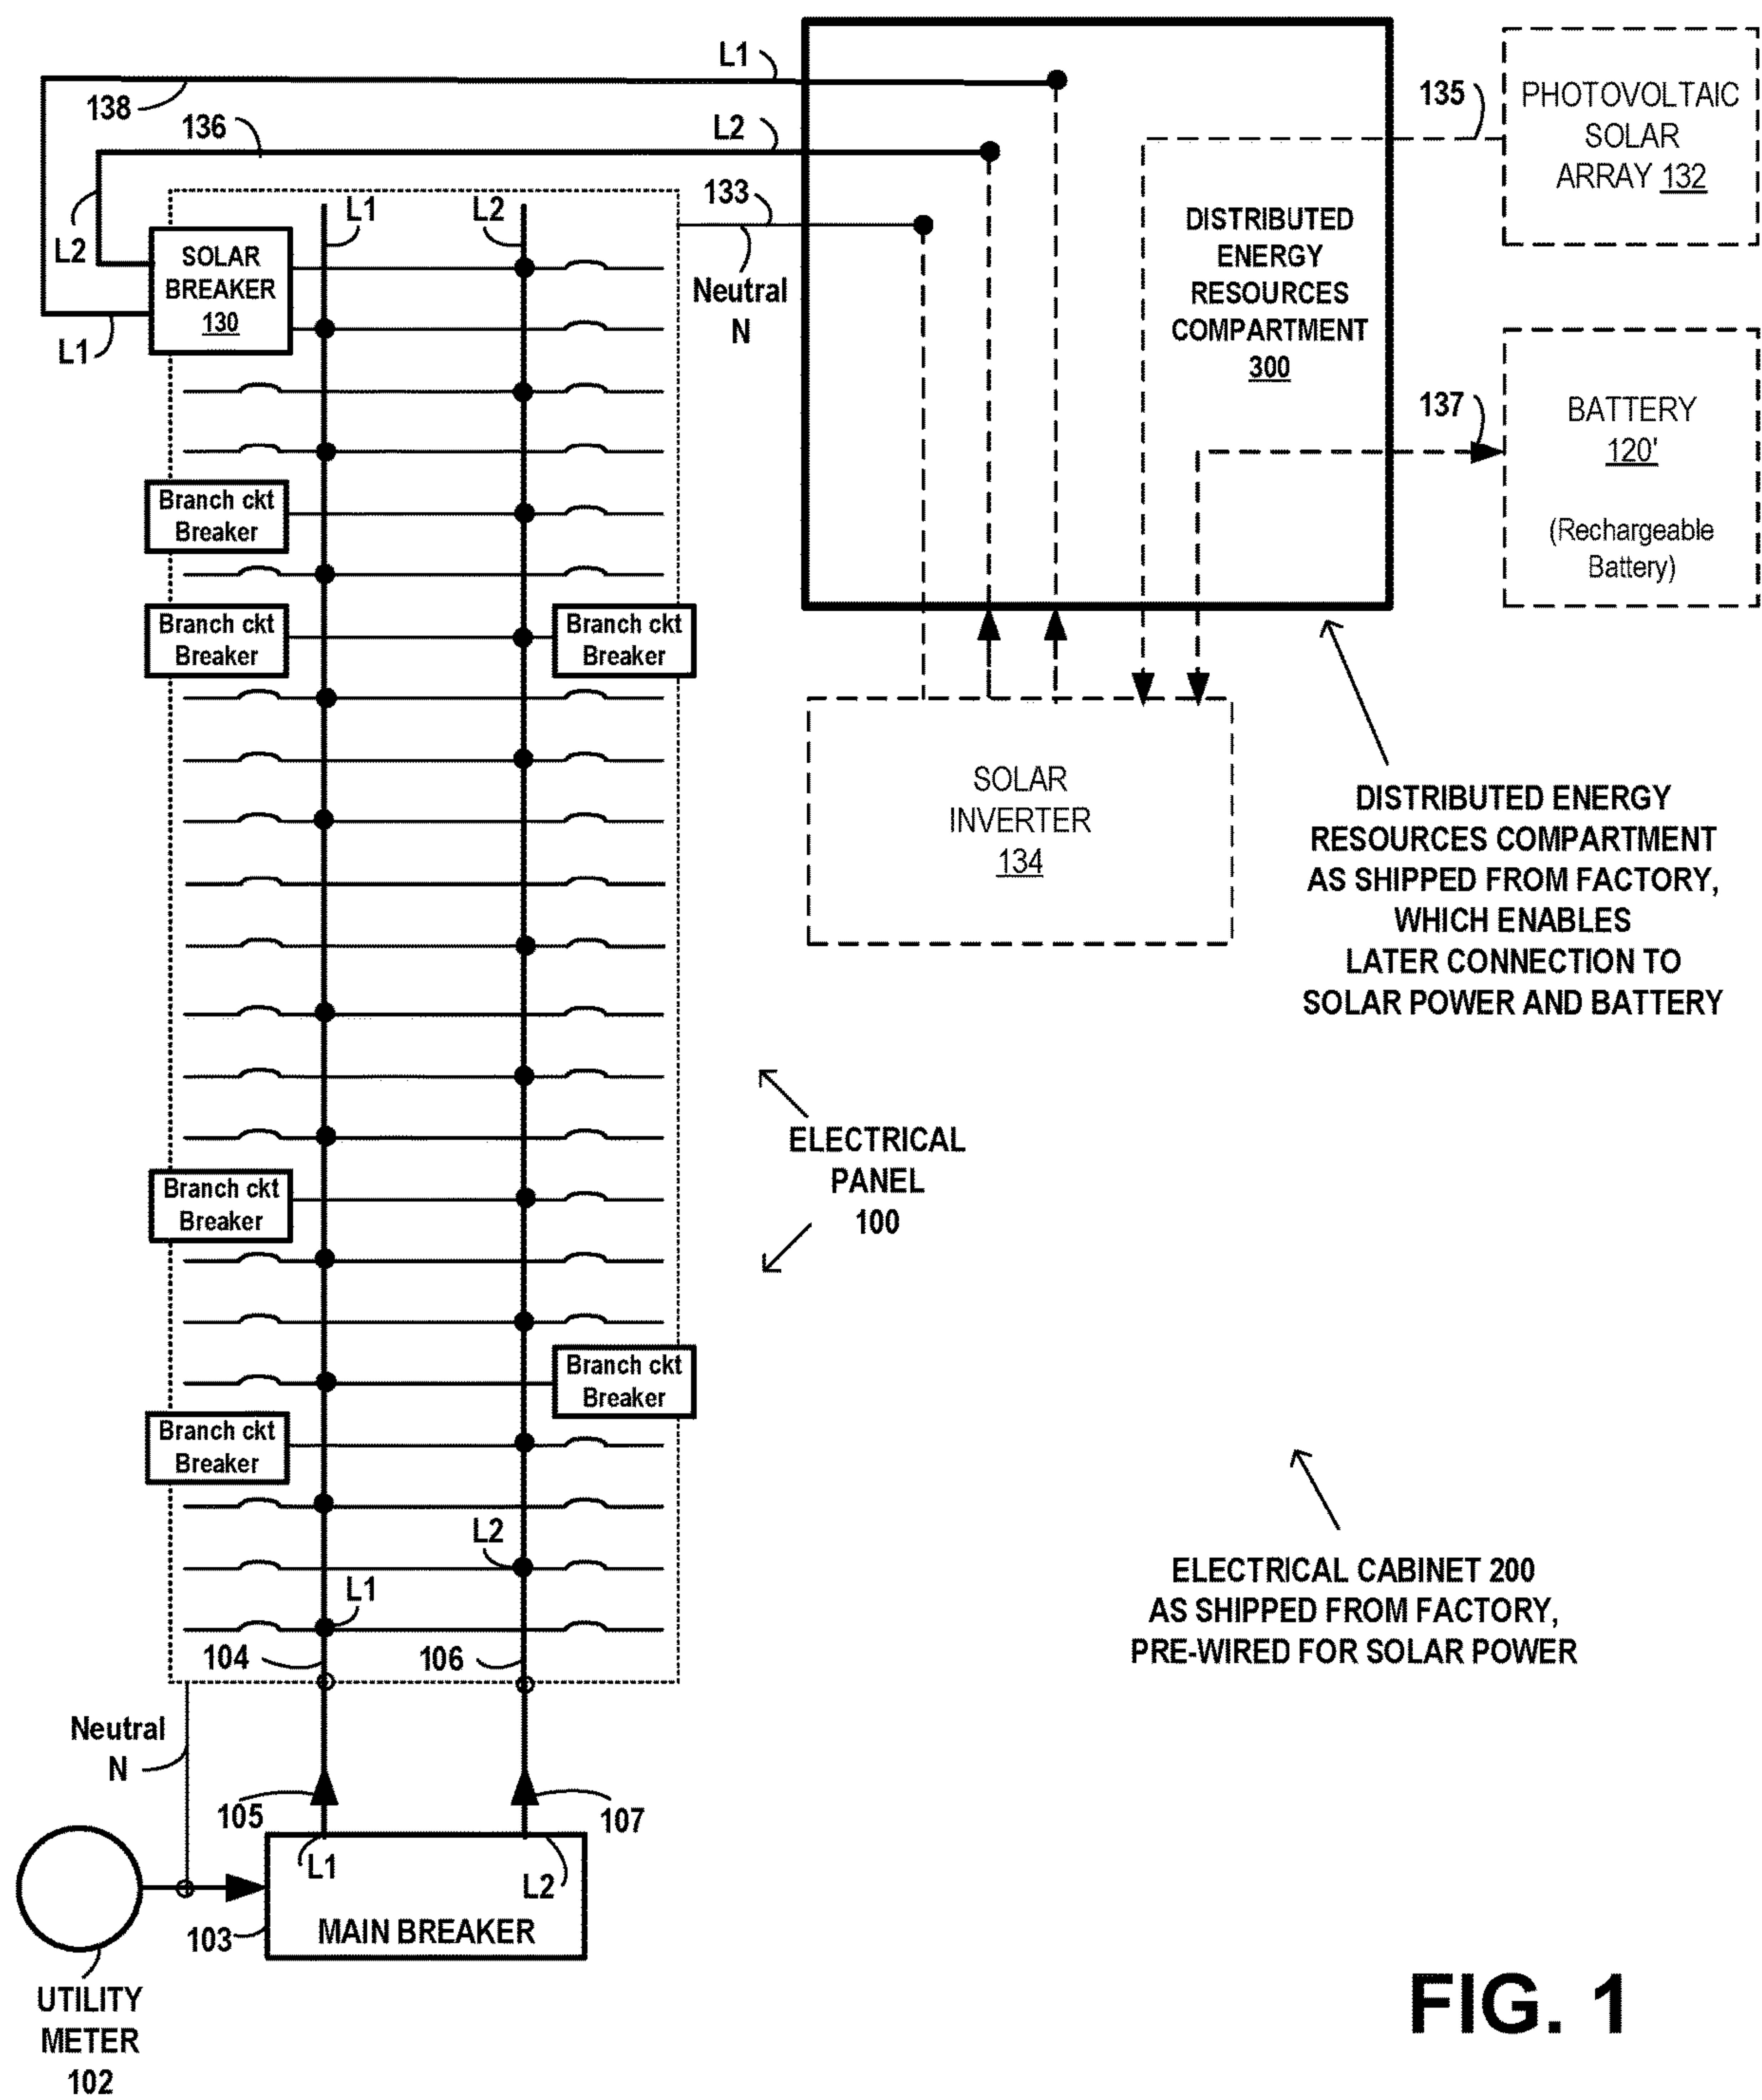 L1
138
136
L2
135
PHOTOVOLTAIC
SOLAR
ARRAY 132
133
L1
L2
L2
SOLAR
BREAKER
130
L1
Neutral
N
DISTRIBUTED
ENERGY
RESOURCES
COMPARTMENT
300
137
BATTERY
120'
(Rechargeable
Battery)
Branch ckt
Breaker
Branch ckt
Breaker
Branch ckt
Breaker
SOLAR
INVERTER
134
DISTRIBUTED ENERGY
RESOURCES COMPARTMENT
AS SHIPPED FROM FACTORY,
WHICH ENABLES
LATER CONNECTION TO
SOLAR POWER AND BATTERY
ELECTRICAL
PANEL
100
Branch ckt
Breaker
Branch ckt
Breaker
Branch ckt
Breaker
L2
L1
104
106
ELECTRICAL CABINET 200
AS SHIPPED FROM FACTORY,
PRE-WIRED FOR SOLAR POWER
Neutral
N
105
107
L1
L2
MAIN BREAKER
103
UTILITY
METER
102
FIG. 1